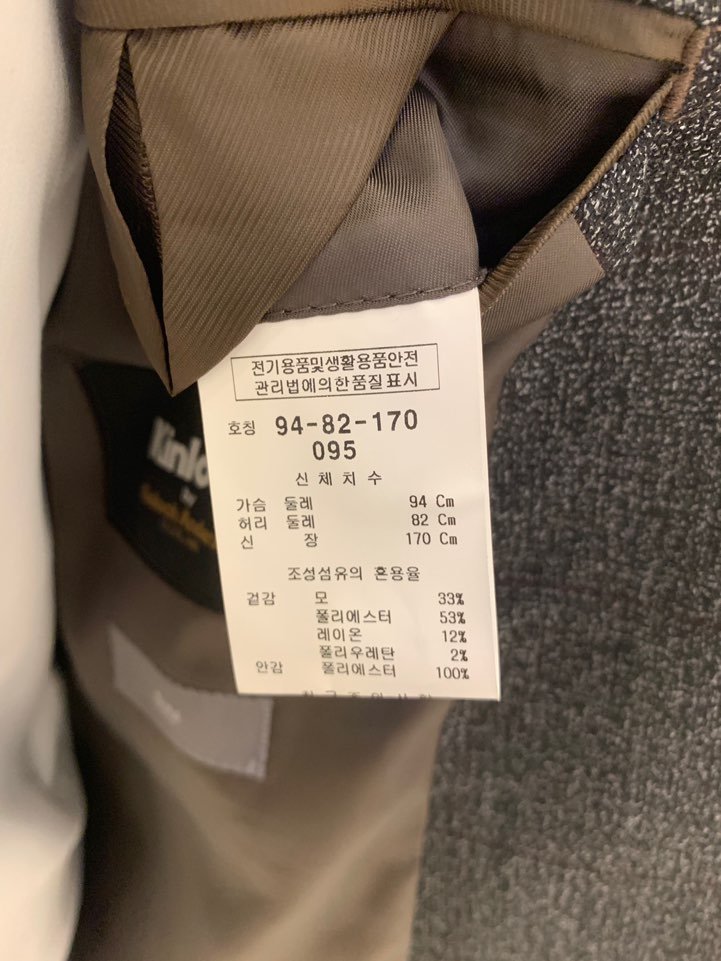 전기용품및생활용품안전
관리법에의한품질표시
호칭 94-82-170
095
신체치수
가슴 둘레 94 Cm
허리 둘레 82 Cm
신 장 170 Cm
조성섬유의 혼용율
겉감 모 33%
폴리에스터 53%
레이온 12%
폴리우레탄 2%
안감 폴리에스터 100%
by